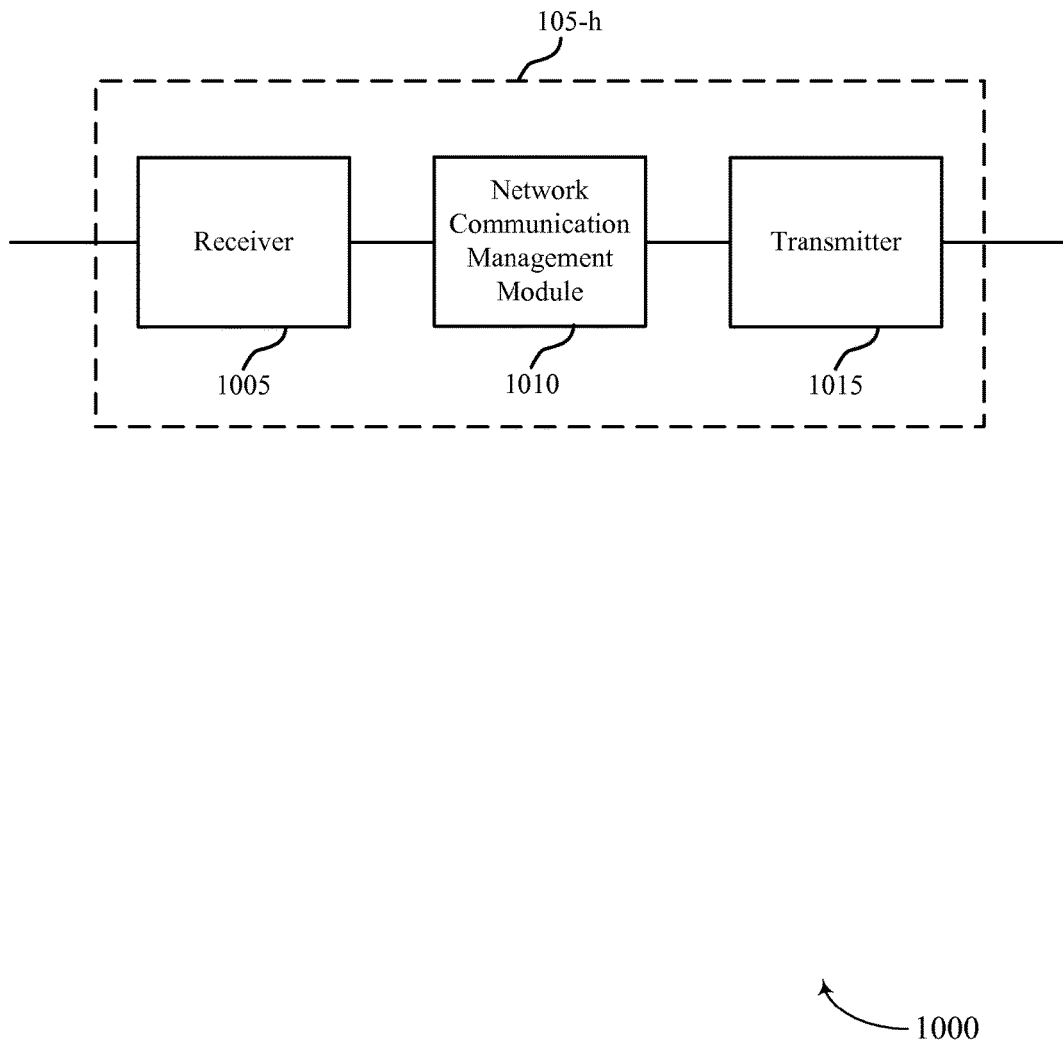 105-h
Receiver
Network
Communication
Management
Module
Transmitter
1005
1010
1015
1000